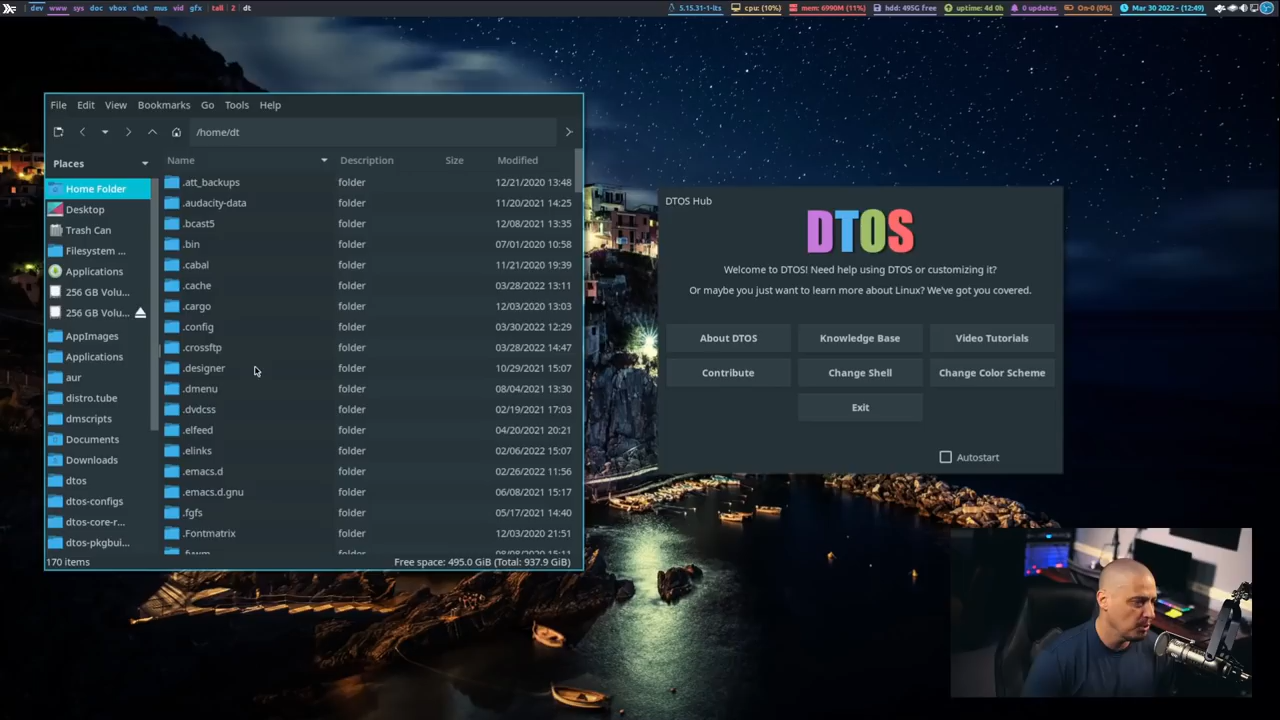 dev www sys doc vbox chat mus vid gfx | tall | 2 | dt
5.15.31-1-lts cpu: (10%) mem: 6990M (11%) hdd: 495G free uptime: 4d 0h 0 updates On-0 (0%) Mar 30 2022 - (12:49)
File Edit View Bookmarks Go Tools Help
/home/dt
Places
Home Folder
Desktop
Trash Can
Filesystem ...
Applications
256 GB Volu...
256 GB Volu...
AppImages
Applications
aur
distro.tube
dmscripts
Documents
Downloads
dtos
dtos-configs
dtos-core-r...
dtos-pkgbui...
Name Description Size Modified
.att_backups folder 12/21/2020 13:48
.audacity-data folder 11/20/2021 14:25
.bcast5 folder 12/08/2021 13:35
.bin folder 07/01/2020 10:58
.cabal folder 11/21/2020 19:39
.cache folder 03/28/2022 13:11
.cargo folder 12/03/2020 13:03
.config folder 03/30/2022 12:29
.crossftp folder 03/28/2022 14:47
.designer folder 10/29/2021 15:07
.dmenu folder 08/04/2021 13:30
.dvdcss folder 02/19/2021 17:03
.elfeed folder 04/20/2021 20:21
.elinks folder 02/06/2022 15:07
.emacs.d folder 02/26/2022 11:56
.emacs.d.gnu folder 06/08/2021 15:17
.fgfs folder 05/17/2021 14:40
.Fontmatrix folder 12/03/2020 21:51
170 items Free space: 495.0 GiB (Total: 937.9 GiB)
DTOS Hub
DTOS
Welcome to DTOS! Need help using DTOS or customizing it?
Or maybe you just want to learn more about Linux? We've got you covered.
About DTOS Knowledge Base Video Tutorials
Contribute Change Shell Change Color Scheme
Exit
Autostart